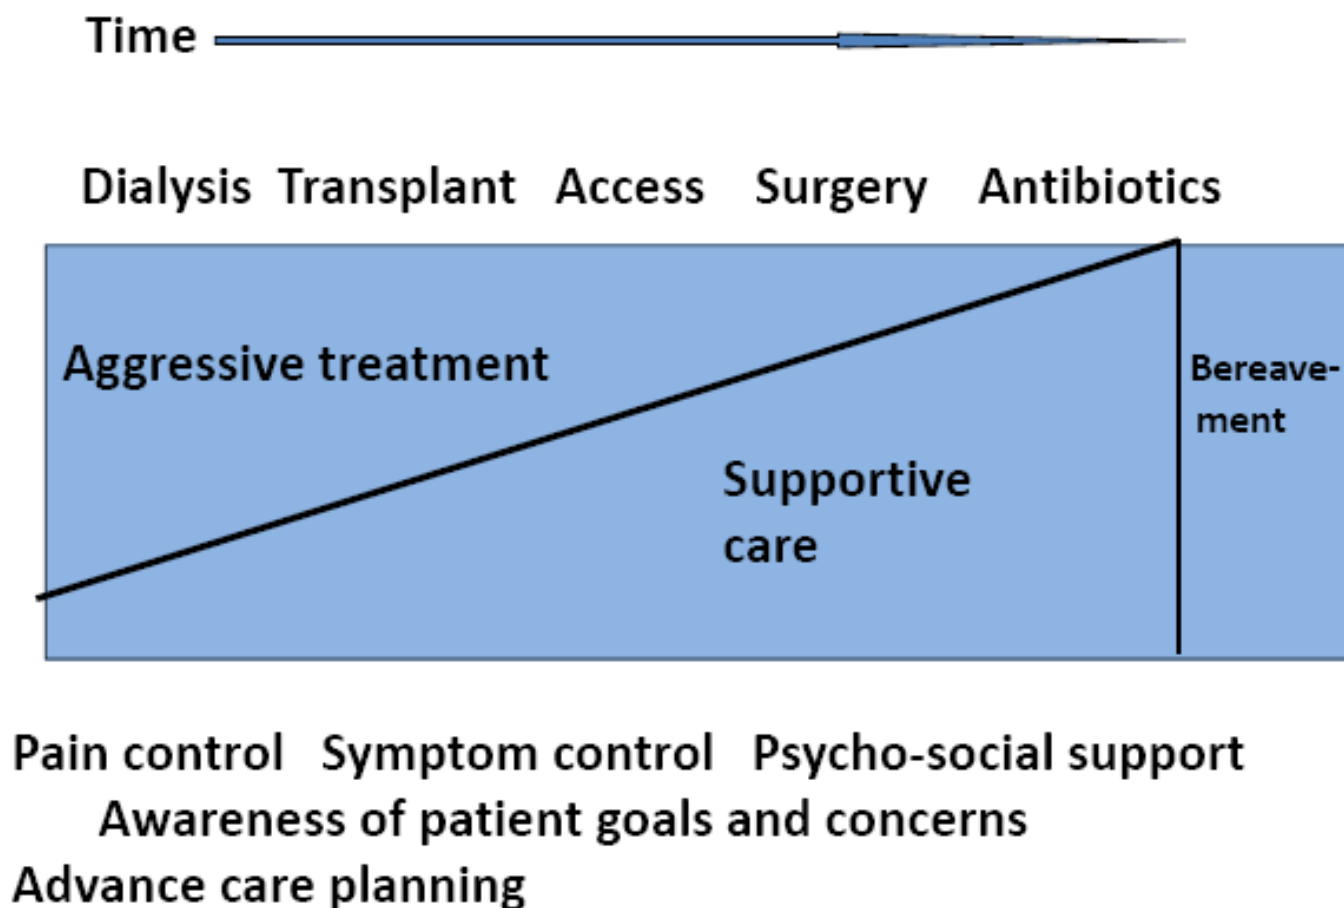 Time
Dialysis Transplant Access Surgery Antibiotics
Aggressive treatment
Bereave-
ment
Supportive
care
Pain control Symptom control Psycho-social support
Awareness of patient goals and concerns
Advance care planning